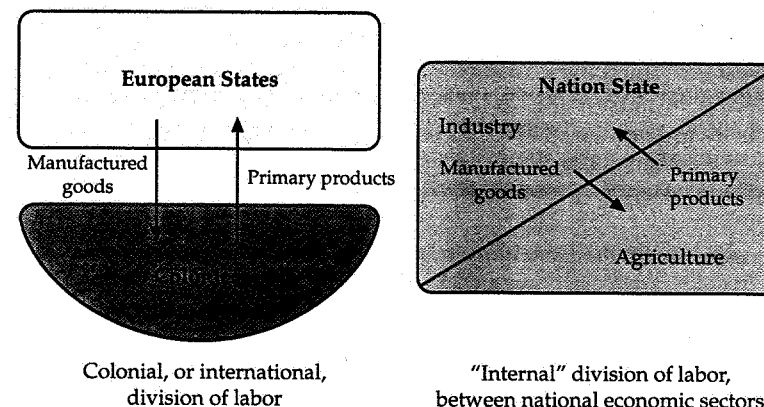 European States
Manufactured
goods
Primary products
Colonial, or international,
division of labor
Nation State
Industry
Manufactured
goods
Primary
products
Agriculture
"Internal" division of labor,
between national economic sectors